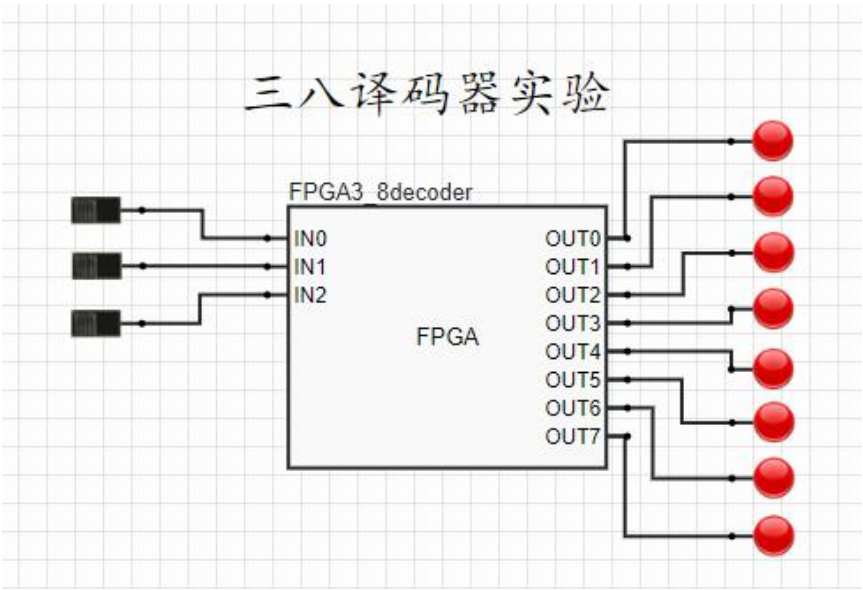 三八译码器实验
FPGA3_8decoder
IN0
IN1
IN2
FPGA
OUT0
OUT1
OUT2
OUT3
OUT4
OUT5
OUT6
OUT7